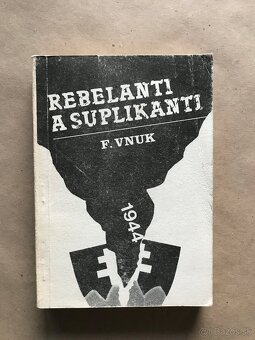 REBELANTI
A SUPLIKANTI
F. VNUK
1944